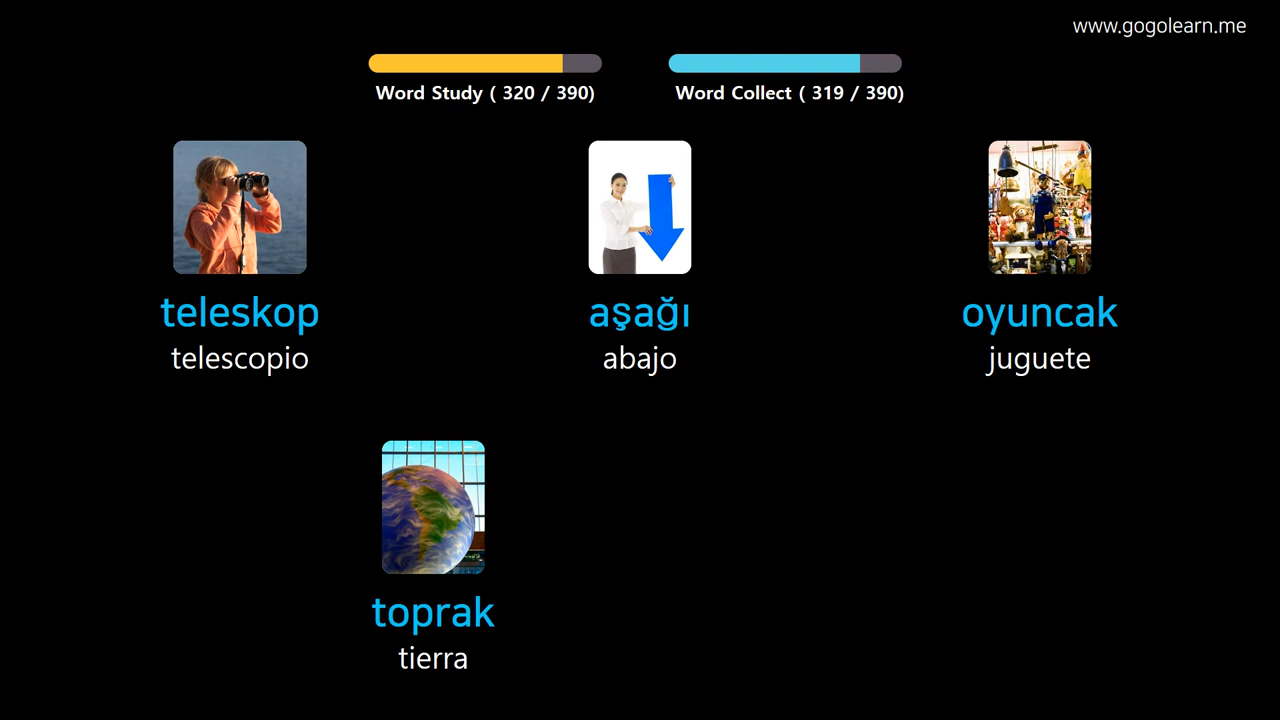 www.gogolearn.me
Word Study ( 320 / 390)
Word Collect ( 319 / 390)
teleskop
telescopio
aşağı
abajo
oyuncak
juguete
toprak
tierra